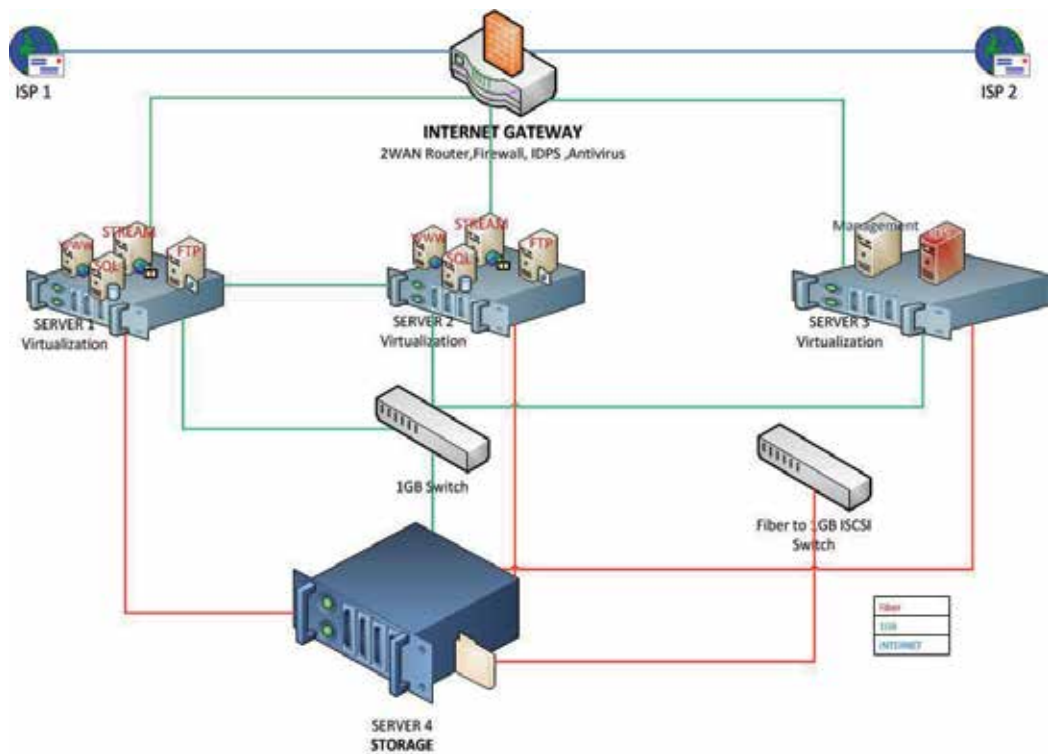 ISP 1
ISP 2
INTERNET GATEWAY
2WAN Router,Firewall, IDPS ,Antivirus
WWW
STREAM
SQL
FTP
WWW
STREAM
SQL
FTP
Management
SERVER 1
Virtualization
SERVER 2
Virtualization
SERVER 3
Virtualization
1GB Switch
Fiber to 1GB ISCSI
Switch
Fiber
1GB
INTERNET
SERVER 4
STORAGE